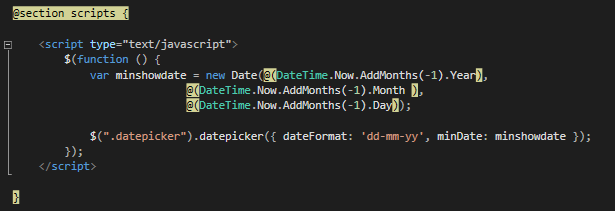 @section scripts {
<script type="text/javascript">
$(function () {
var minshowdate = new Date(@(DateTime.Now.AddMonths(-1).Year),
@(DateTime.Now.AddMonths(-1).Month ),
@(DateTime.Now.AddMonths(-1).Day));
$(".datepicker").datepicker({ dateFormat: 'dd-mm-yy', minDate: minshowdate });
});
</script>
}